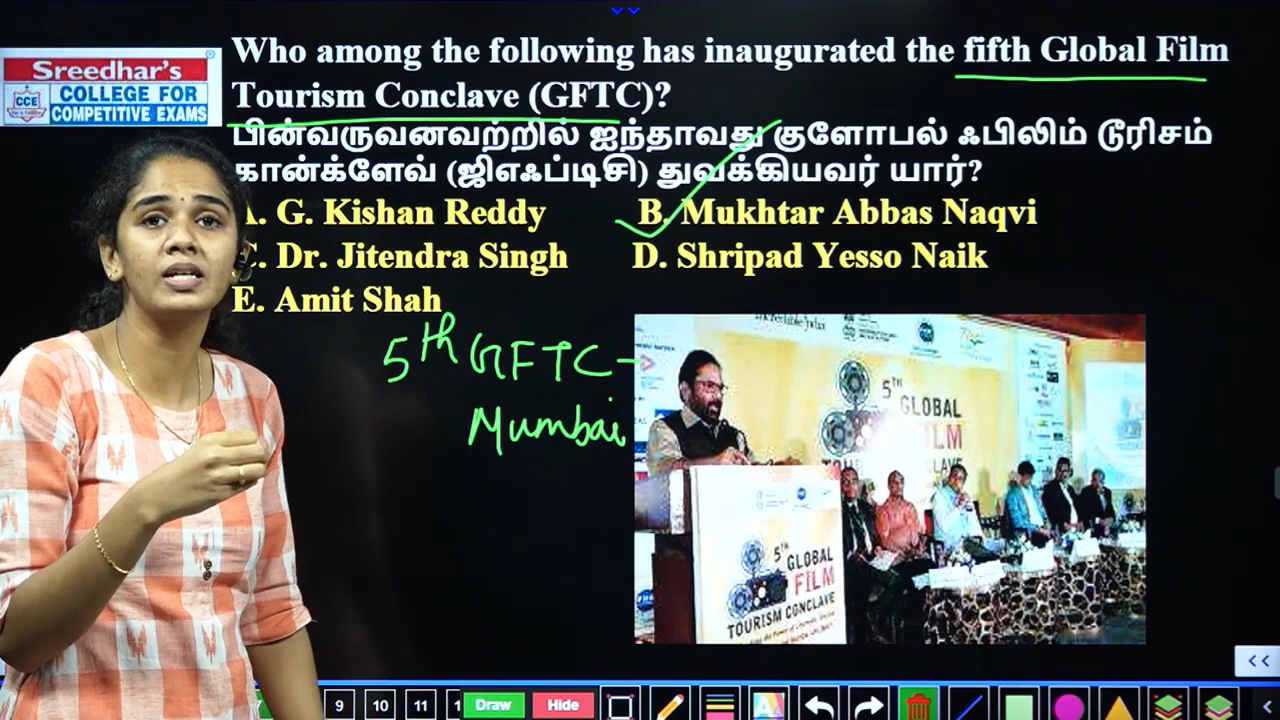 Sreedhar's
CCE
COLLEGE FOR
COMPETITIVE EXAMS
Who among the following has inaugurated the fifth Global Film
Tourism Conclave (GFTC)?
பின்வருவனவற்றில் ஐந்தாவது குளோபல் ஃபிலிம் டூரிசம்
கான்க்ளேவ் (ஜிஎஃப்டிசி) துவக்கியவர் யார்?
A. G. Kishan Reddy B. Mukhtar Abbas Naqvi
C. Dr. Jitendra Singh D. Shripad Yesso Naik
E. Amit Shah
5th GFTC-
Mumbai
5TH
GLOBAL
FILM
5TH
GLOBAL
FILM
TOURISM CONCLAVE
<<
9 10 11 1 Draw Hide